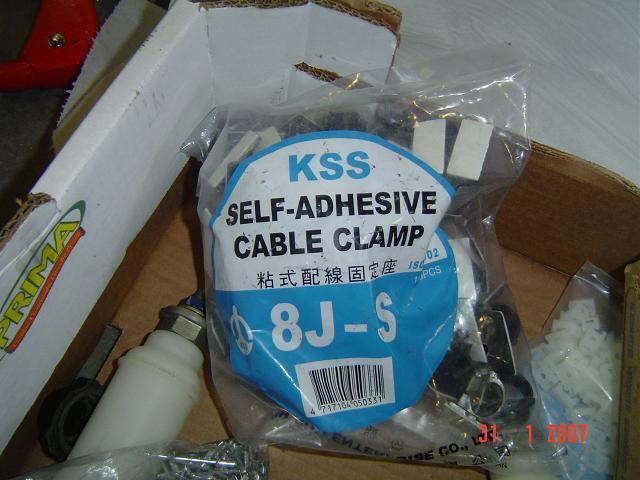 KSS
SELF-ADHESIVE
CABLE CLAMP
粘式配線固定座
8J-S
4 717104 050331
PRIMA
31 1 2007